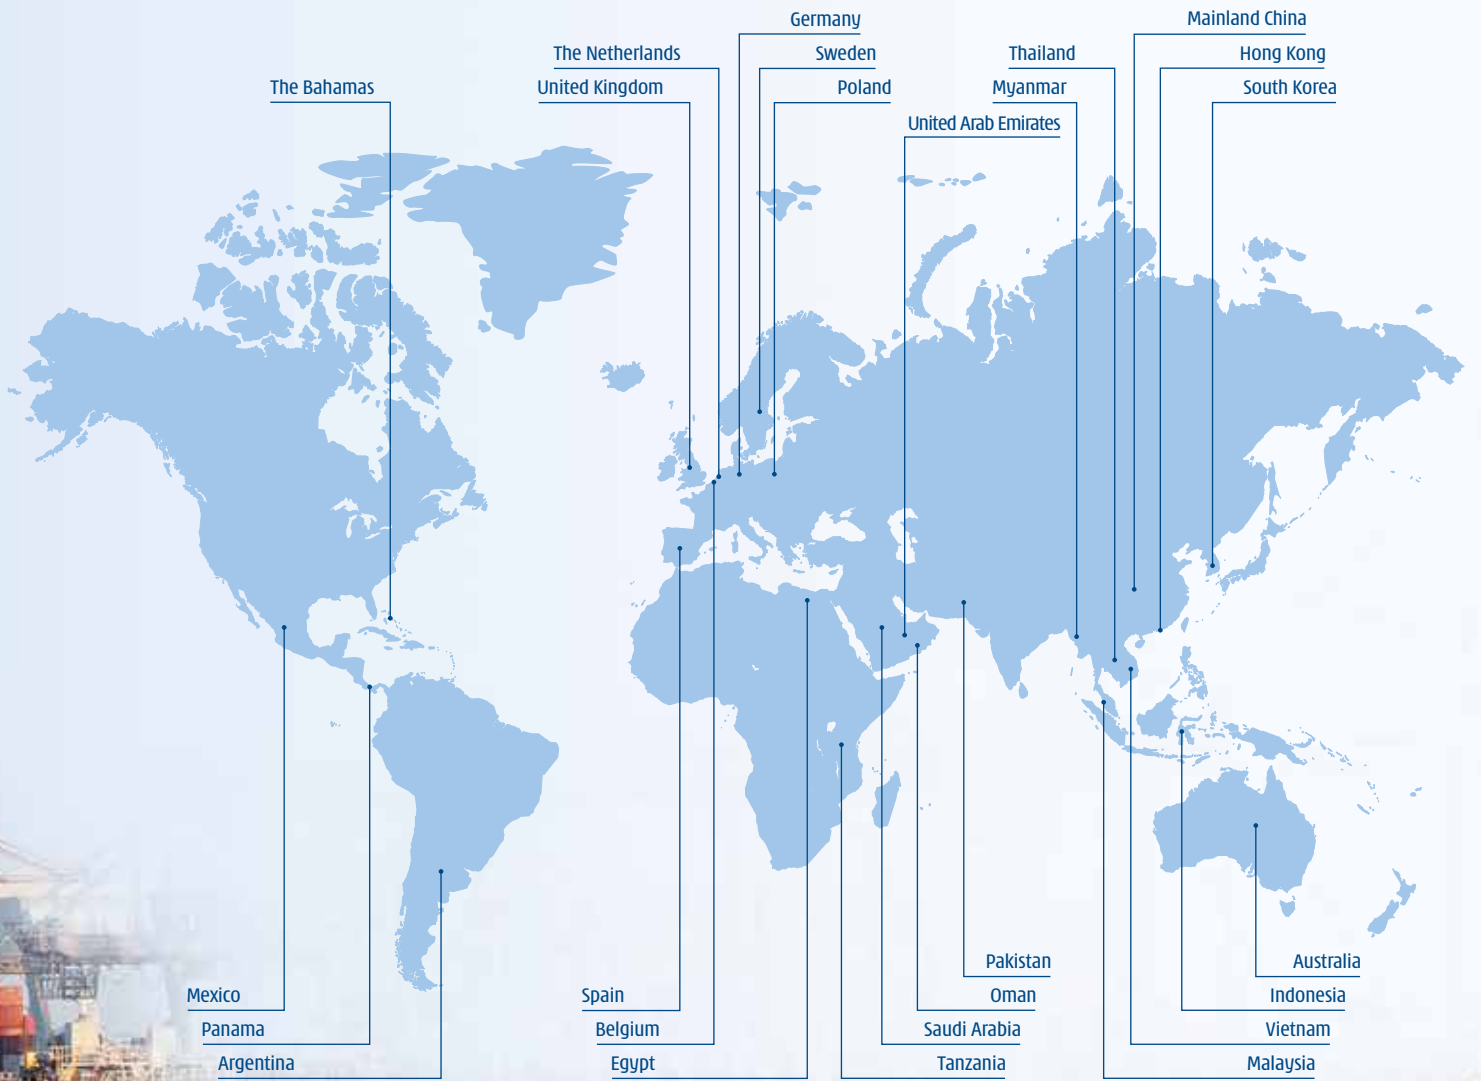 Germany
Mainland China
The Netherlands
Sweden
Thailand
Hong Kong
The Bahamas
United Kingdom
Poland
Myanmar
South Korea
United Arab Emirates
Pakistan
Australia
Mexico
Spain
Oman
Indonesia
Panama
Belgium
Saudi Arabia
Vietnam
Argentina
Egypt
Tanzania
Malaysia